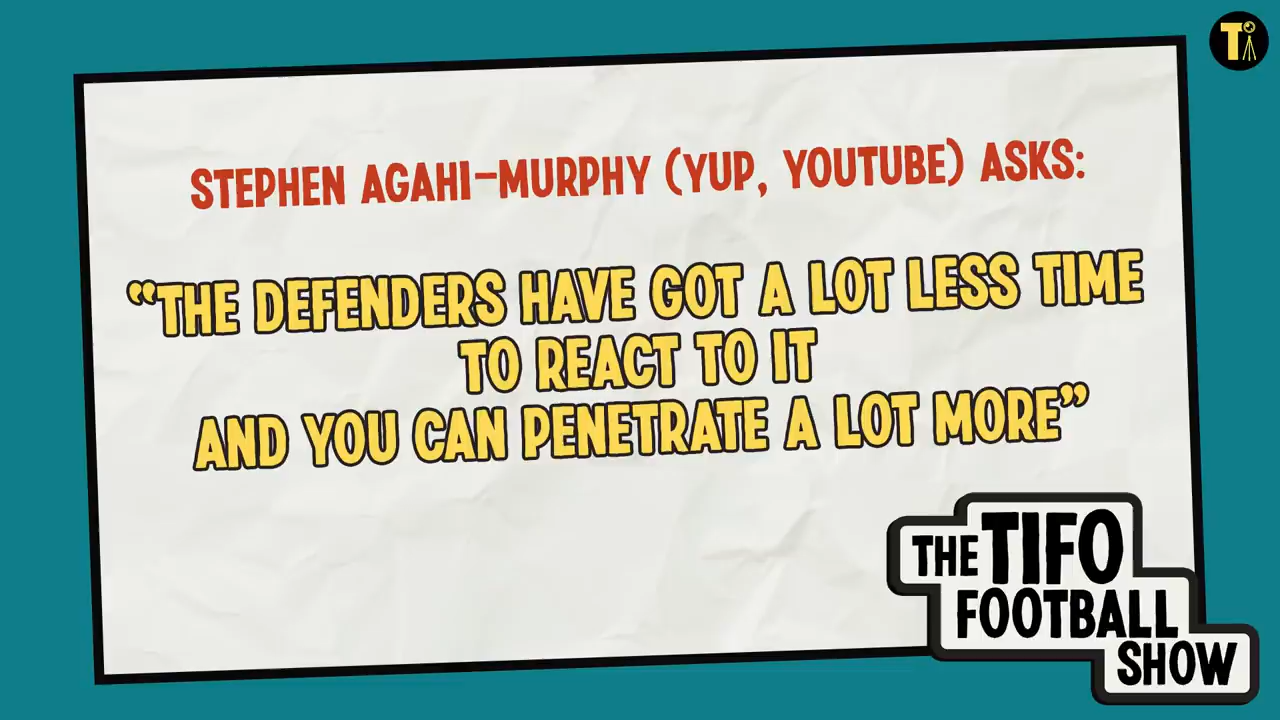 Ti
STEPHEN AGAHI-MURPHY (YUP, YOUTUBE) ASKS:
“THE DEFENDERS HAVE GOT A LOT LESS TIME
TO REACT TO IT
AND YOU CAN PENETRATE A LOT MORE”
THE TIFO
FOOTBALL
SHOW